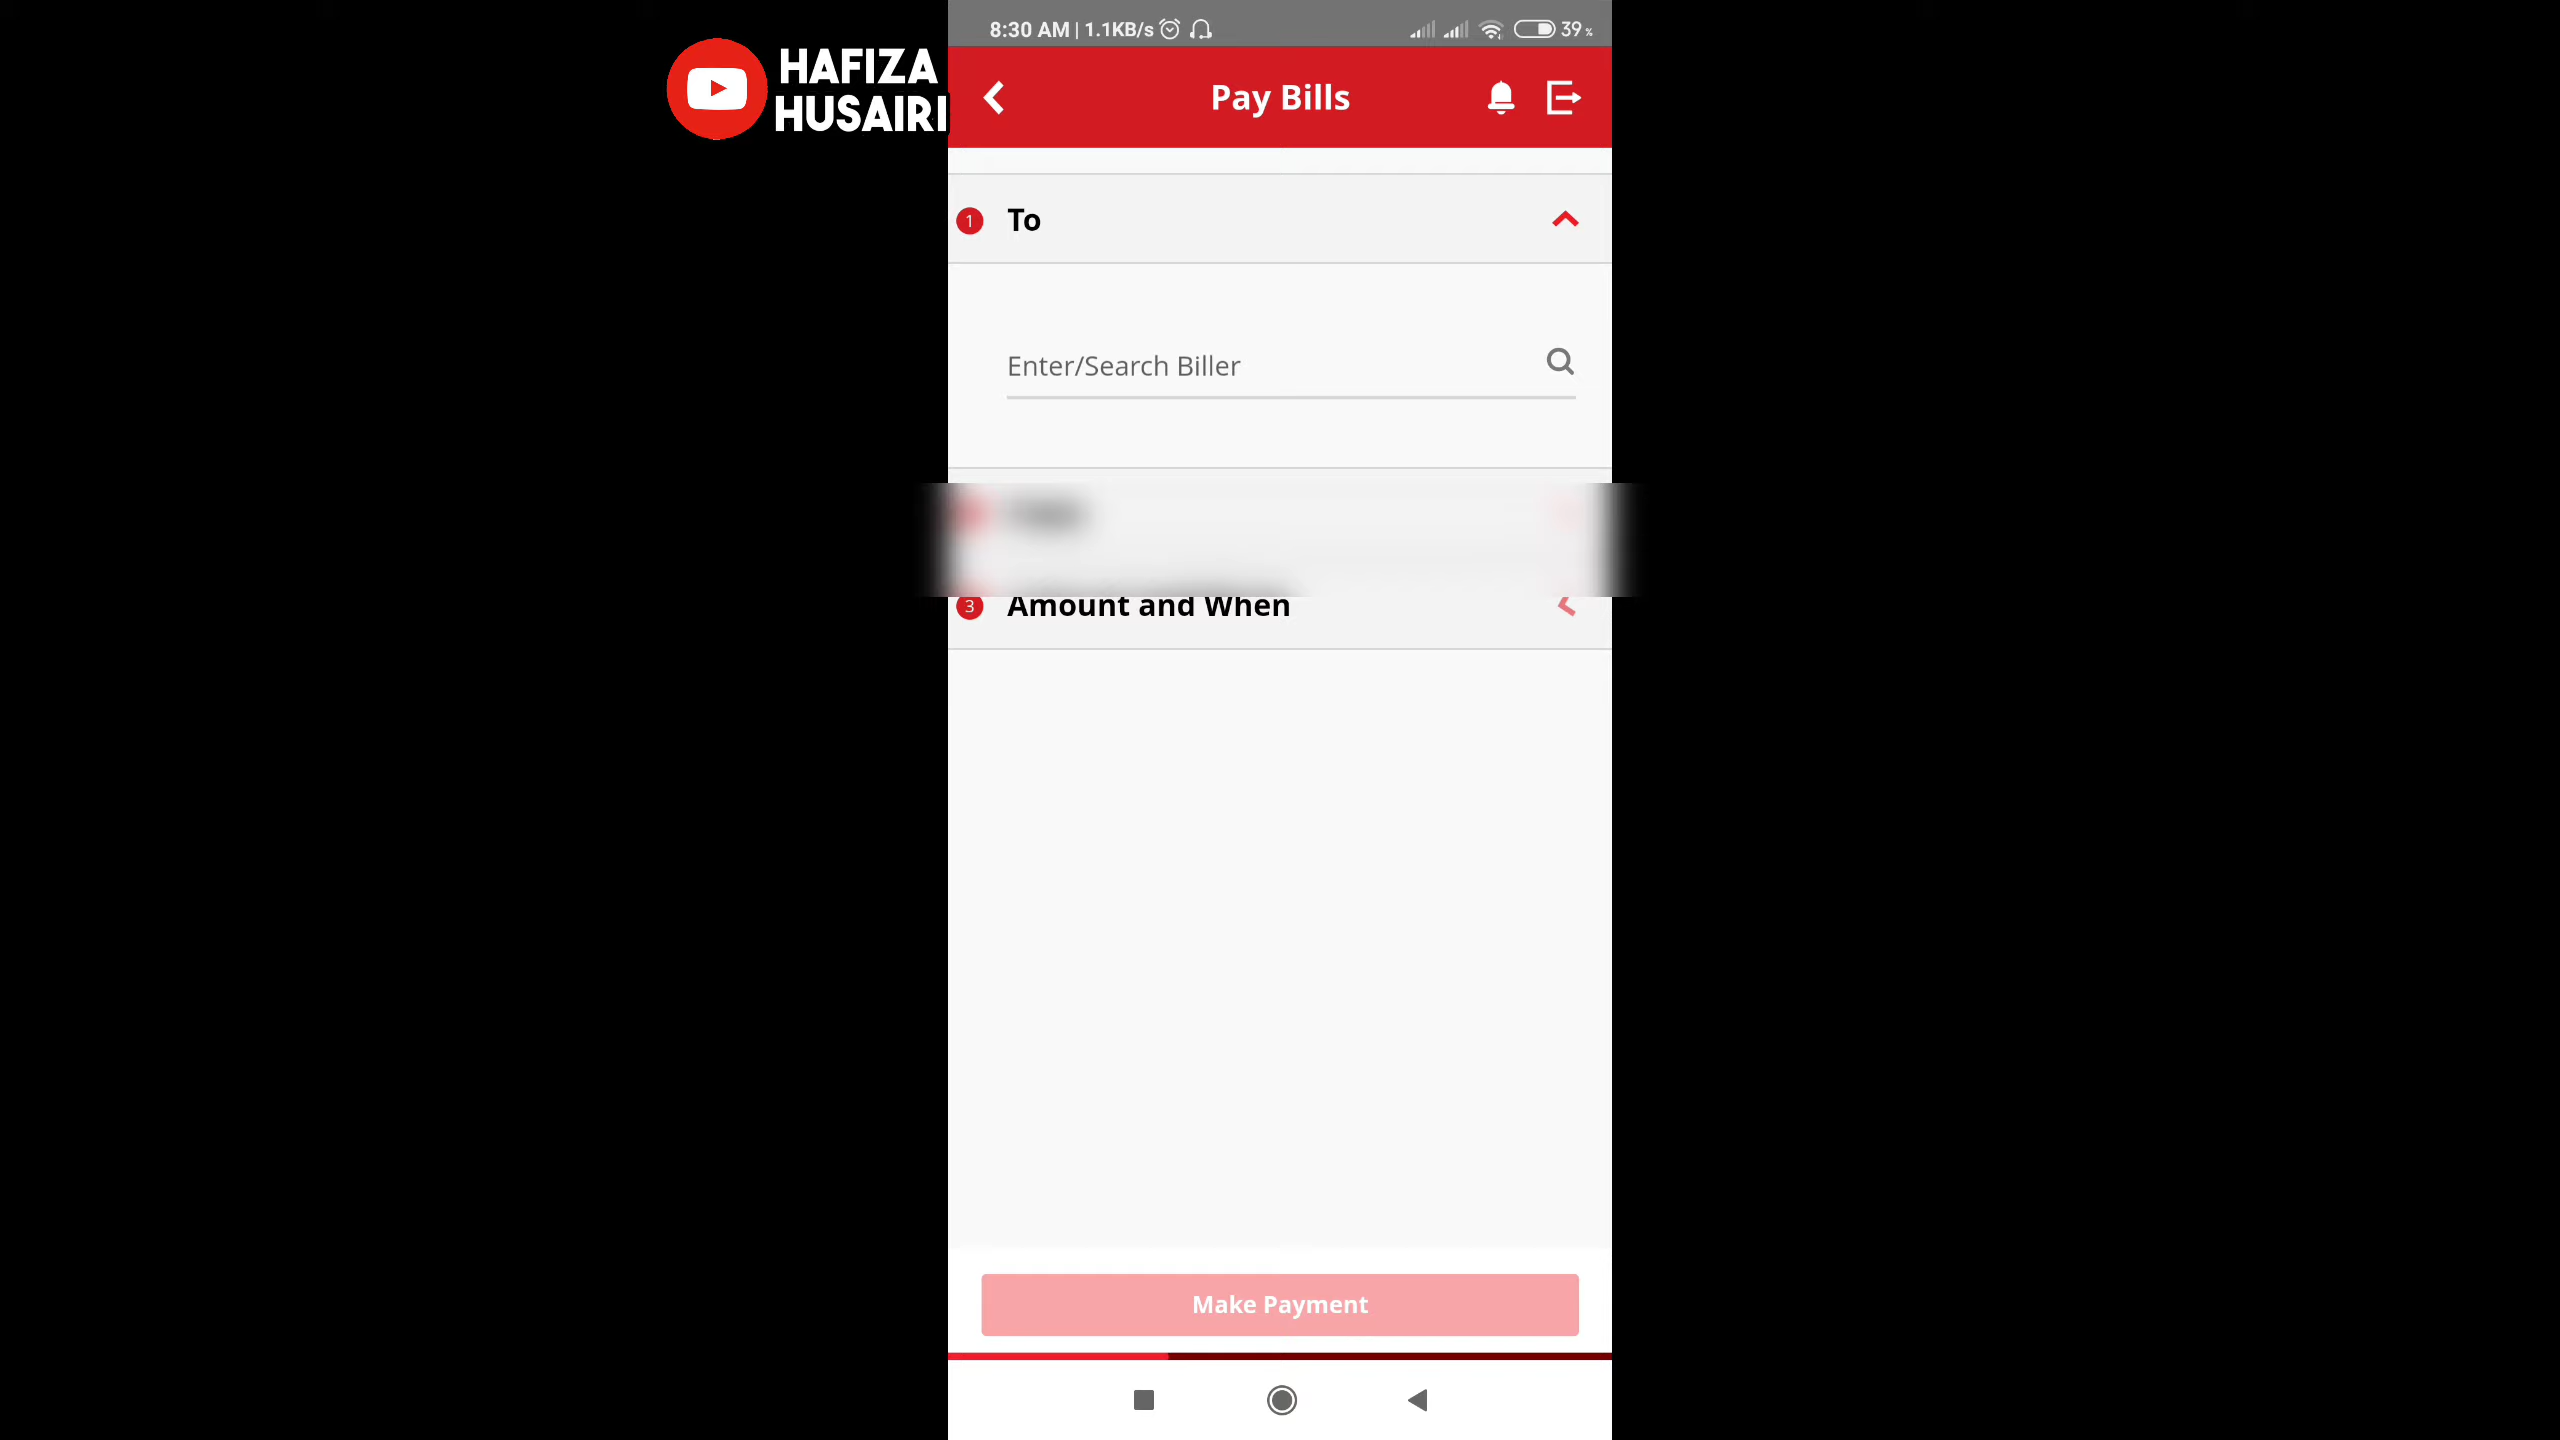 HAFIZA
HUSAIRI
8:30 AM | 1.1KB/s
39%
Pay Bills
1 To
Enter/Search Biller
3 Amount and When
Make Payment